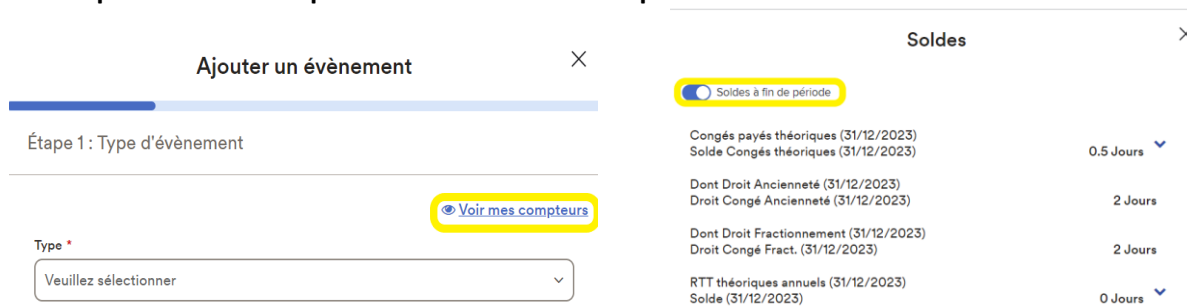 Ajouter un évènement
Étape 1 : Type d'évènement
Voir mes compteurs
Type *
Veuillez sélectionner
Soldes
Soldes à fin de période
Congés payés théoriques (31/12/2023)
Solde Congés théoriques (31/12/2023)
0.5 Jours
Dont Droit Ancienneté (31/12/2023)
Droit Congé Ancienneté (31/12/2023)
2 Jours
Dont Droit Fractionnement (31/12/2023)
Droit Congé Fract. (31/12/2023)
2 Jours
RTT théoriques annuels (31/12/2023)
Solde (31/12/2023)
0 Jours